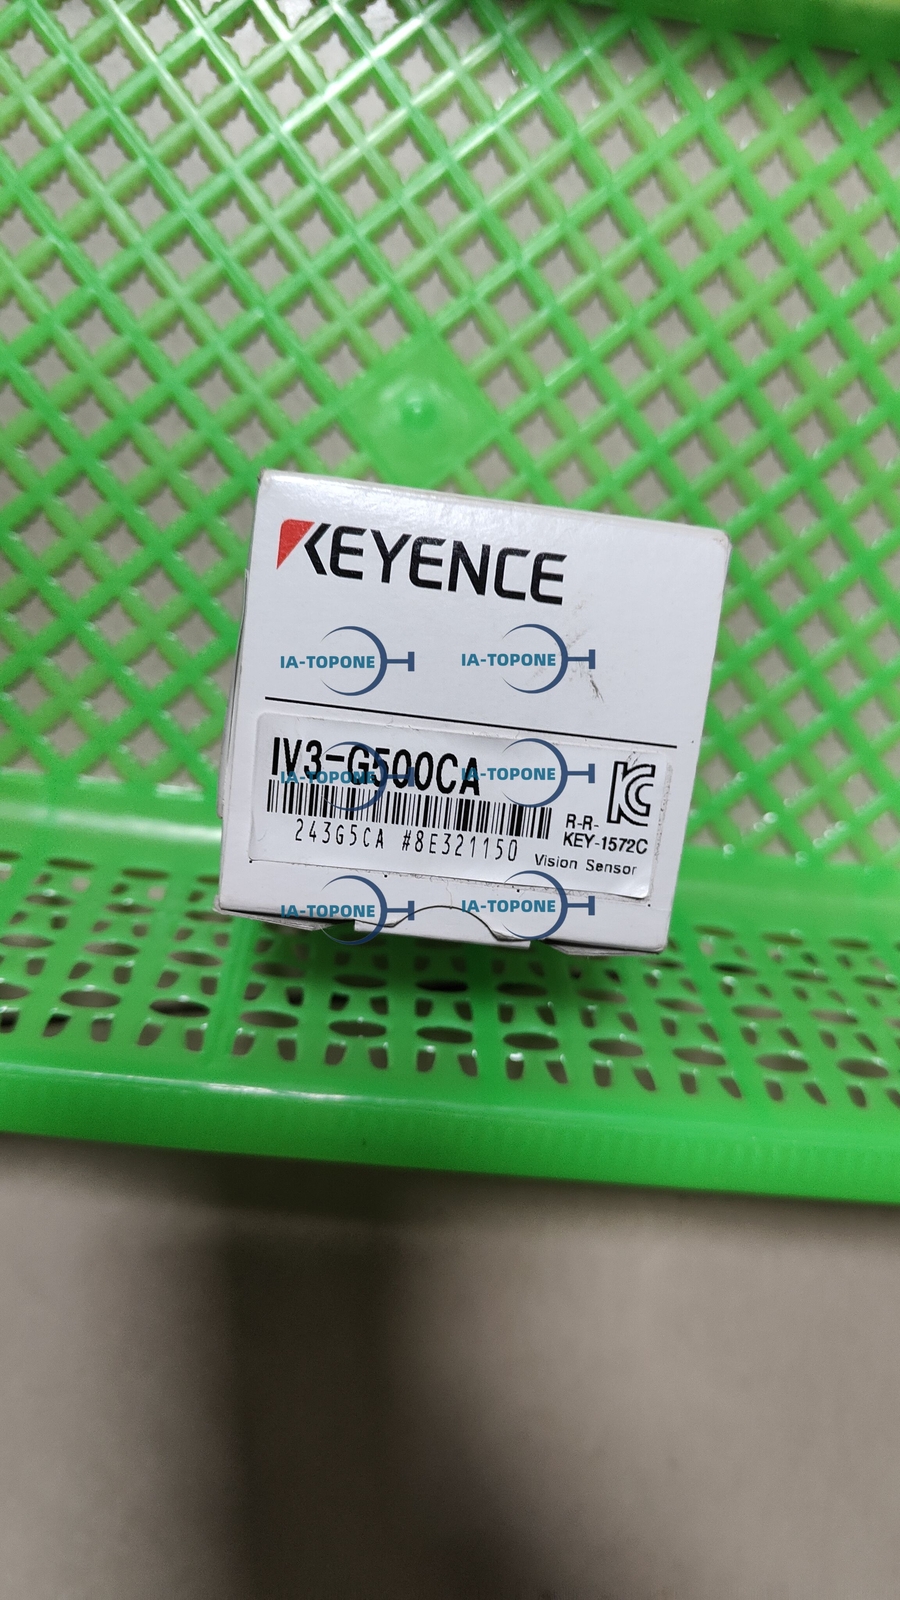 KEYENCE
IA-TOPONE IA-TOPONE
IV3-G500CA
IA-TOPONE IA-TOPONE
R-R-
243G5CA #8E321150 KEY-1572C
Vision Sensor
IA-TOPONE IA-TOPONE